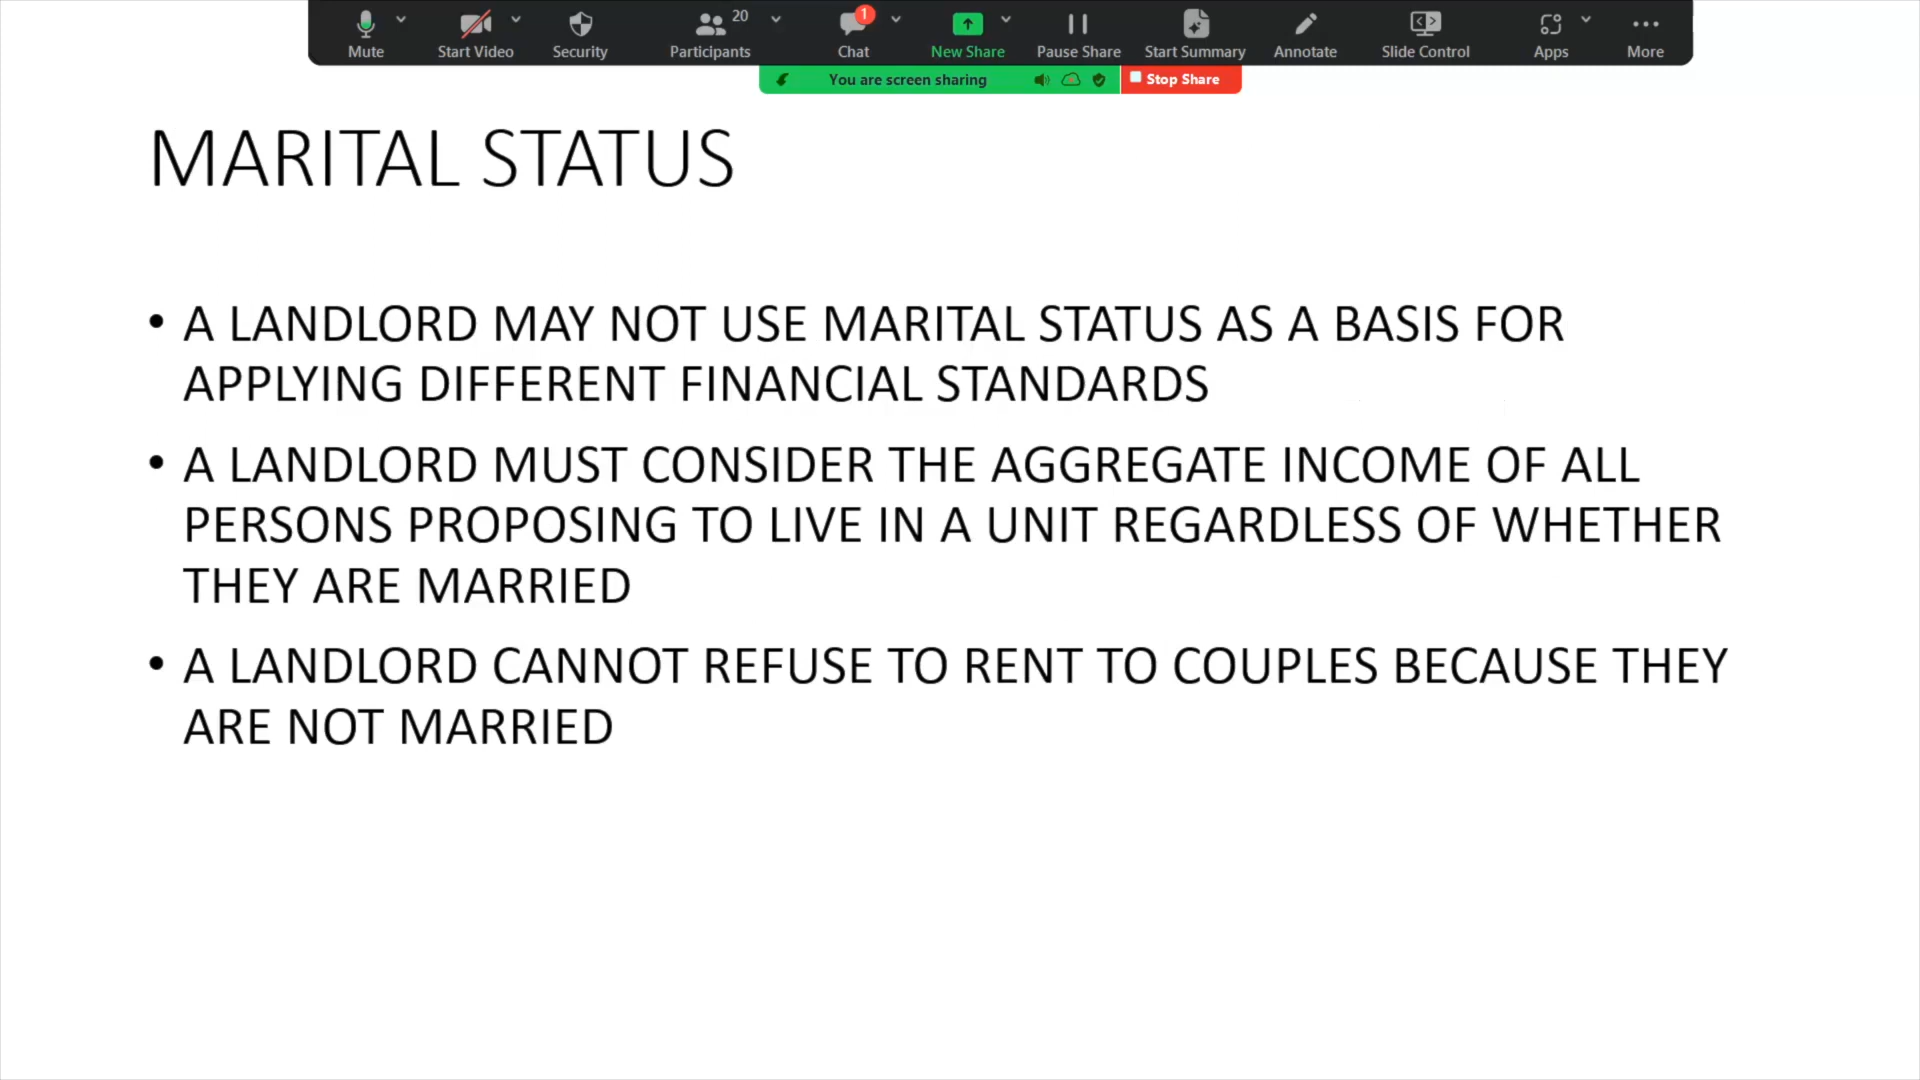 Mute
Start Video
Security
20
Participants
1
Chat
New Share
Pause Share
Start Summary
Annotate
Slide Control
Apps
More
You are screen sharing
Stop Share
MARITAL STATUS
• A LANDLORD MAY NOT USE MARITAL STATUS AS A BASIS FOR
APPLYING DIFFERENT FINANCIAL STANDARDS
• A LANDLORD MUST CONSIDER THE AGGREGATE INCOME OF ALL
PERSONS PROPOSING TO LIVE IN A UNIT REGARDLESS OF WHETHER
THEY ARE MARRIED
• A LANDLORD CANNOT REFUSE TO RENT TO COUPLES BECAUSE THEY
ARE NOT MARRIED